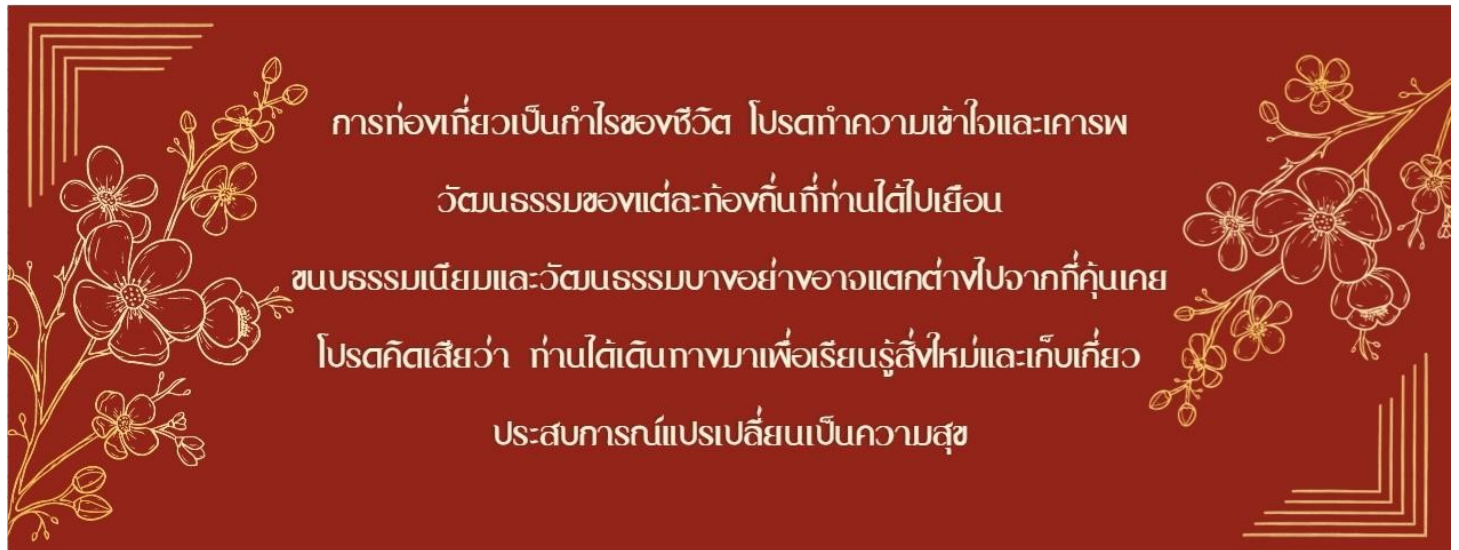 การท่องเที่ยวเป็นกำไรของชีวิต โปรดทำความเข้าใจและเคารพ
วัฒนธรรมของแต่ละท้องถิ่นที่ท่านได้ไปเยือน
ขนบธรรมเนียมและวัฒนธรรมบางอย่างอาจแตกต่างไปจากที่คุ้นเคย
โปรดคิดเสียว่า ท่านได้เดินทางมาเพื่อเรียนรู้สิ่งใหม่และเก็บเกี่ยว
ประสบการณ์แปรเปลี่ยนเป็นความสุข